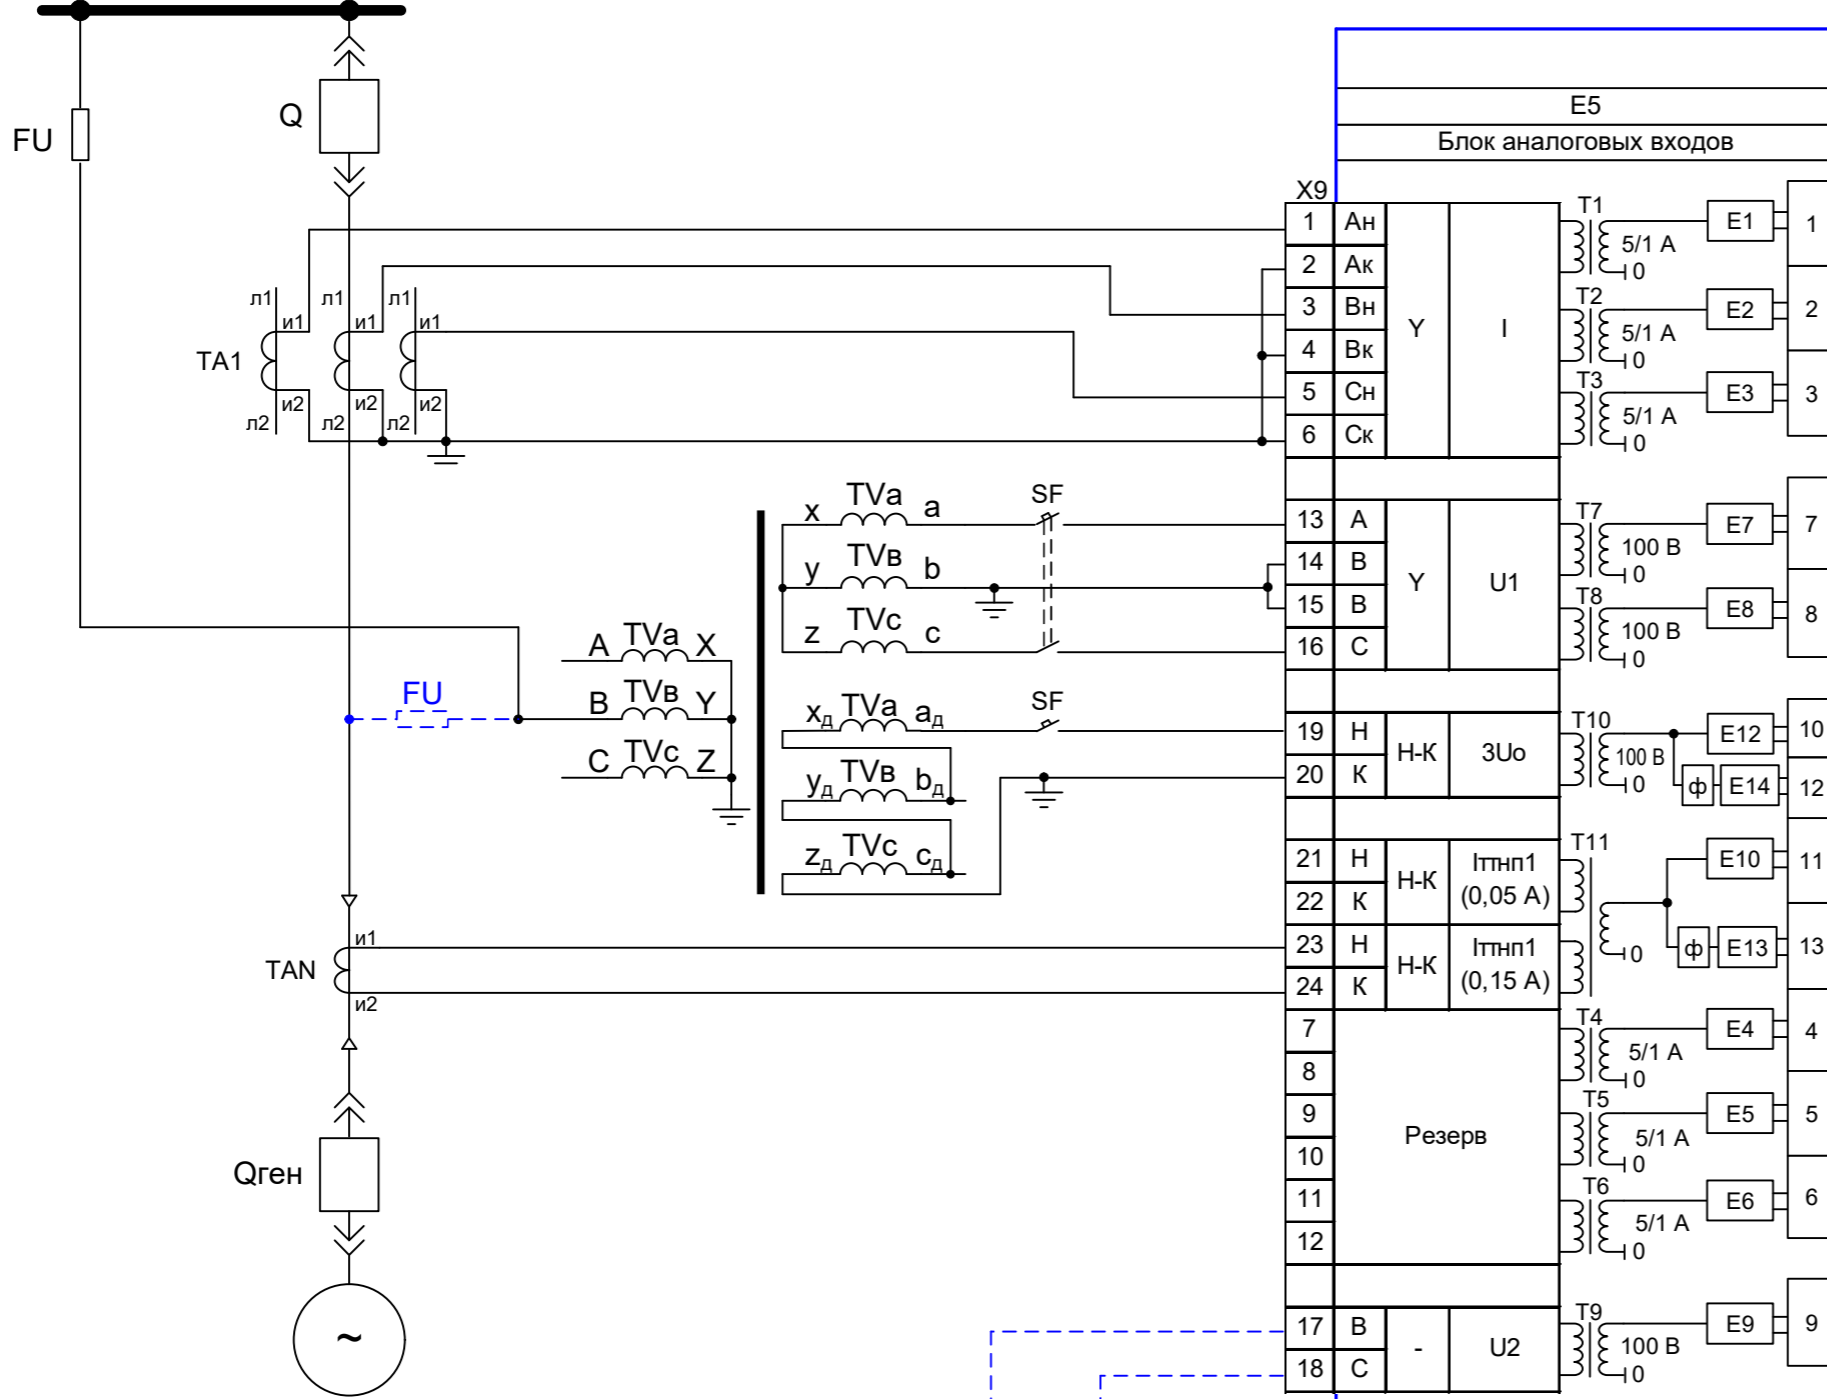 FU
Q
E5
Блок аналоговых входов
X9
1 Ан Y I T1 5/1 А 0 E1 1
2 Ак
3 Вн T2 5/1 А 0 E2 2
4 Вк
5 Сн T3 5/1 А 0 E3 3
6 Ск
л1 и1 л1 и1 л1 и1
ТА1
л2 и2 л2 и2 л2 и2
x TVa a SF
13 А Y U1 T7 100 В 0 E7 7
y TVв b
14 В
15 В T8 100 В 0 E8 8
z TVc c
16 С
A TVa X
FU
B TVв Y
C TVc Z
xд TVa aд SF
19 Н Н-К 3Uо T10 100 В 0 E12 10
20 К ф E14 12
yд TVв bд
zд TVc cд
21 Н Н-К Iтнп1 (0,05 А) T11 E10 11
22 К
TAN и1 и2
23 Н Н-К Iтнп1 (0,15 А) 0 ф E13 13
24 К
7 Резерв T4 5/1 А 0 E4 4
8
9 T5 5/1 А 0 E5 5
10
11 T6 5/1 А 0 E6 6
12
Qген
~
17 В - U2 T9 100 В 0 E9 9
18 С